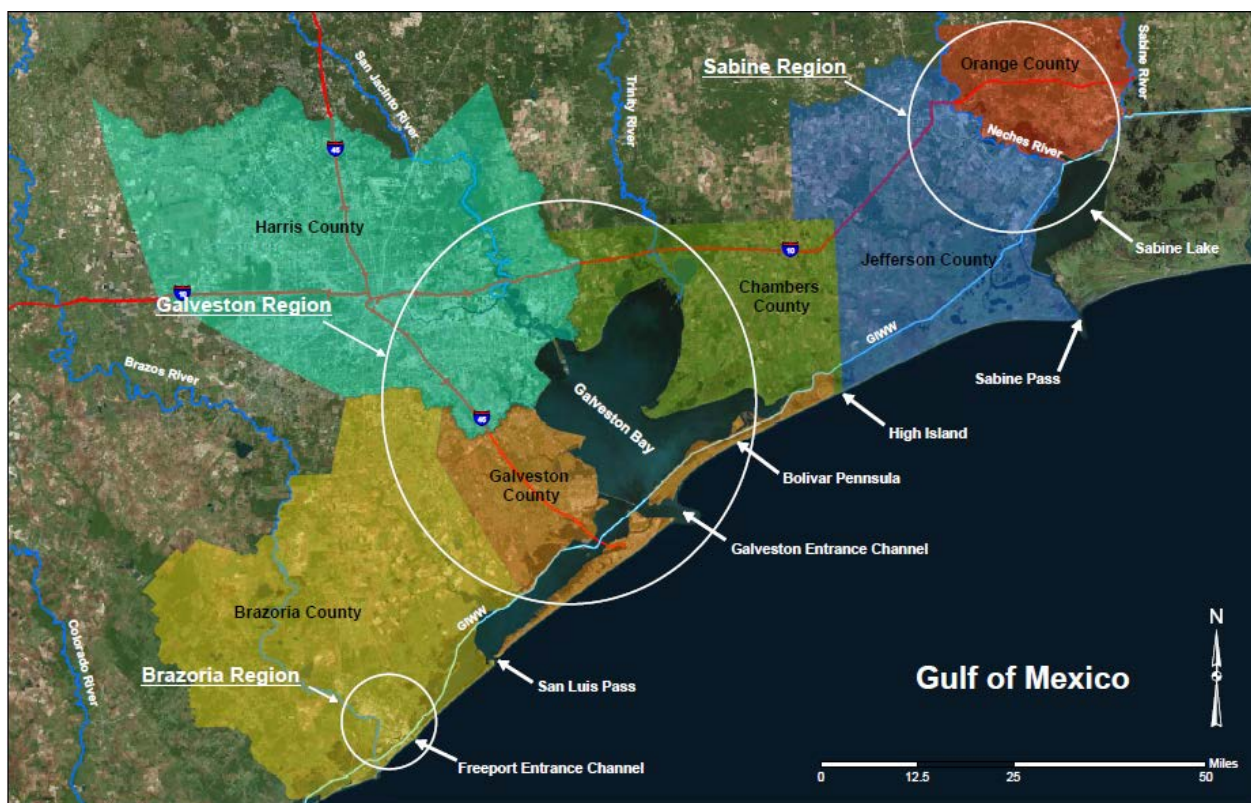 Orange County
Sabine River
Sabine Region
San Jacinto River
Trinity River
45
Neches River
Harris County
Sabine Lake
10
Jefferson County
Chambers
County
10
Galveston Region
GIWW
Brazos River
Sabine Pass
Galveston Bay
45
High Island
Bolivar Pennsula
Galveston
County
Galveston Entrance Channel
Brazoria County
GIWW
Colorado River
N
Brazoria Region
San Luis Pass
Gulf of Mexico
Freeport Entrance Channel
Miles
0 12.5 25 50